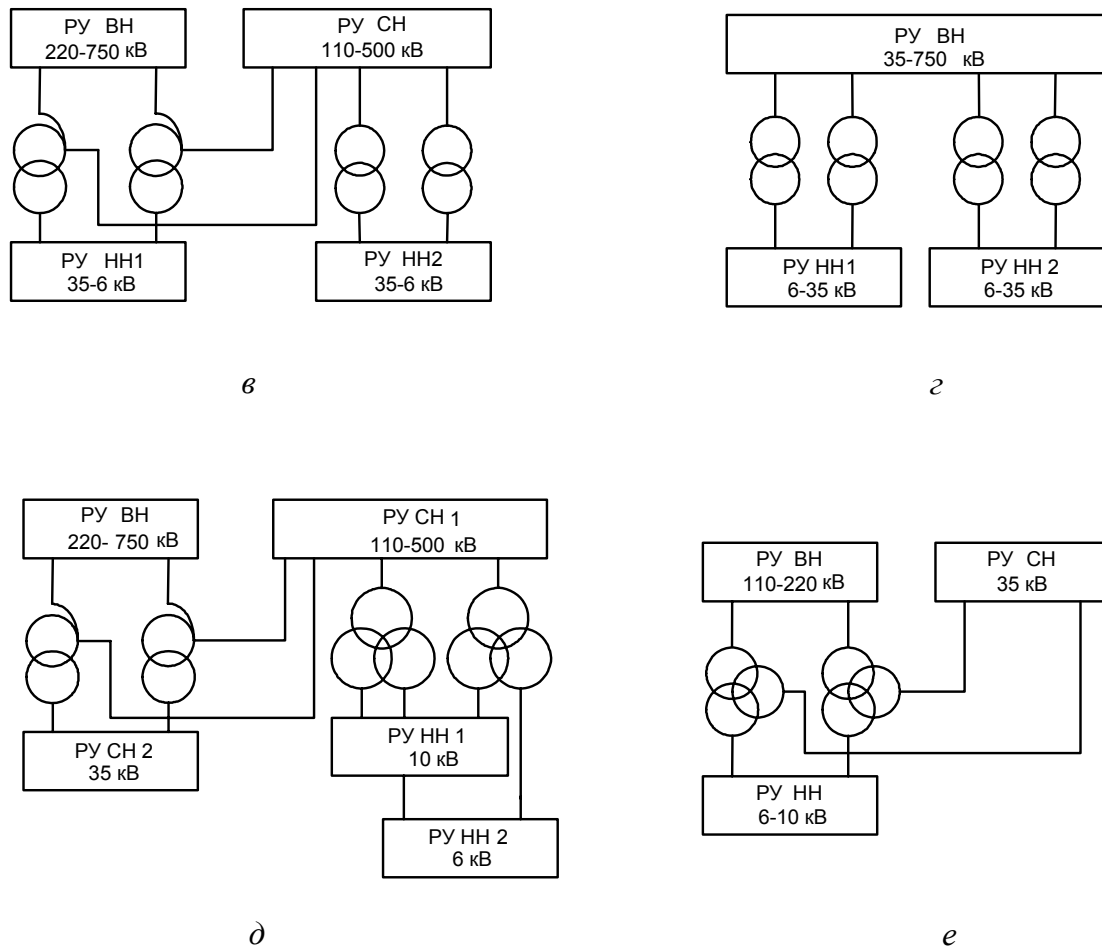 РУ ВН
220-750 кВ
РУ СН
110-500 кВ
РУ НН1
35-6 кВ
РУ НН2
35-6 кВ
в
РУ ВН
35-750 кВ
РУ НН 1
6-35 кВ
РУ НН 2
6-35 кВ
г
РУ ВН
220- 750 кВ
РУ СН 1
110-500 кВ
РУ СН 2
35 кВ
РУ НН 1
10 кВ
РУ НН 2
6 кВ
д
РУ ВН
110-220 кВ
РУ СН
35 кВ
РУ НН
6-10 кВ
е